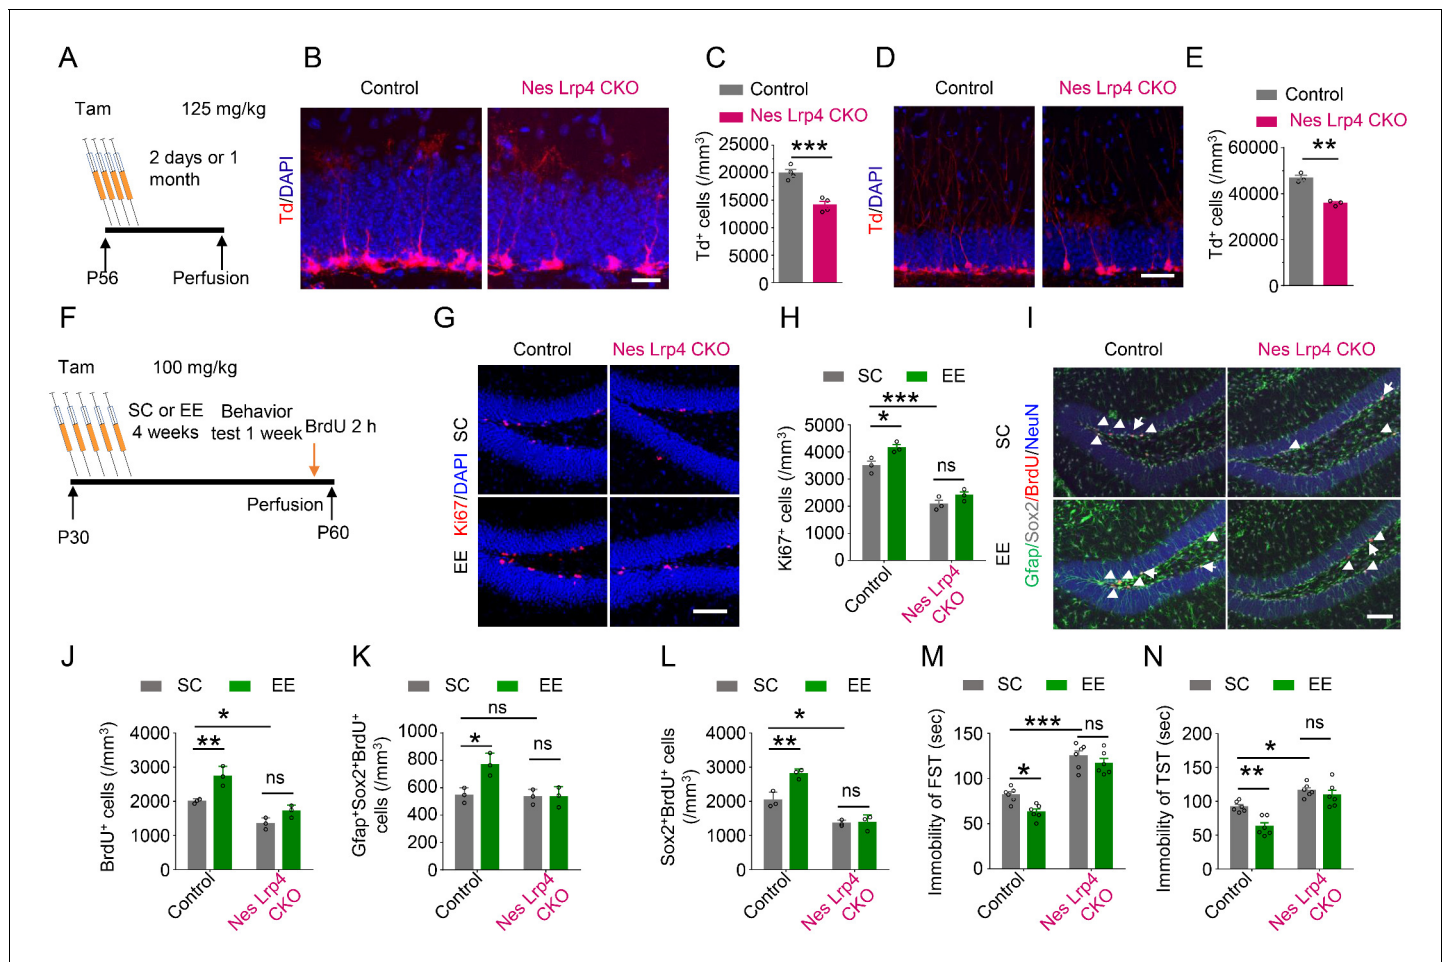 A
Tam
125 mg/kg
2 days or 1
month
P56
Perfusion
B
Control
Nes Lrp4 CKO
Td/DAPI
C
Control
Nes Lrp4 CKO
25000
20000
15000
10000
5000
0
Td⁺ cells (/mm³)
***
D
Control
Nes Lrp4 CKO
Td/DAPI
E
Control
Nes Lrp4 CKO
60000
40000
20000
0
Td⁺ cells (/mm³)
**
F
Tam
100 mg/kg
SC or EE
4 weeks
Behavior
test 1 week
BrdU 2 h
Perfusion
P30
P60
G
Control
Nes Lrp4 CKO
SC
EE
Ki67/DAPI
H
SC
EE
5000
4000
3000
2000
1000
0
Ki67⁺ cells (/mm³)
***
*
ns
Control
Nes Lrp4
CKO
I
Control
Nes Lrp4 CKO
SC
EE
Gfap/Sox2/BrdU/NeuN
J
SC
EE
4000
3000
2000
1000
0
BrdU⁺ cells (/mm³)
*
**
ns
Control
Nes Lrp4
CKO
K
SC
EE
1000
800
600
400
200
0
Gfap⁺Sox2⁺BrdU⁺
cells (/mm³)
ns
*
ns
Control
Nes Lrp4
CKO
L
SC
EE
4000
3000
2000
1000
0
Sox2⁺BrdU⁺ cells
(/mm³)
*
**
ns
Control
Nes Lrp4
CKO
M
SC
EE
150
100
50
0
Immobility of FST (sec)
***
*
ns
Control
Nes Lrp4
CKO
N
SC
EE
200
150
100
50
0
Immobility of TST (sec)
*
**
ns
Control
Nes Lrp4
CKO